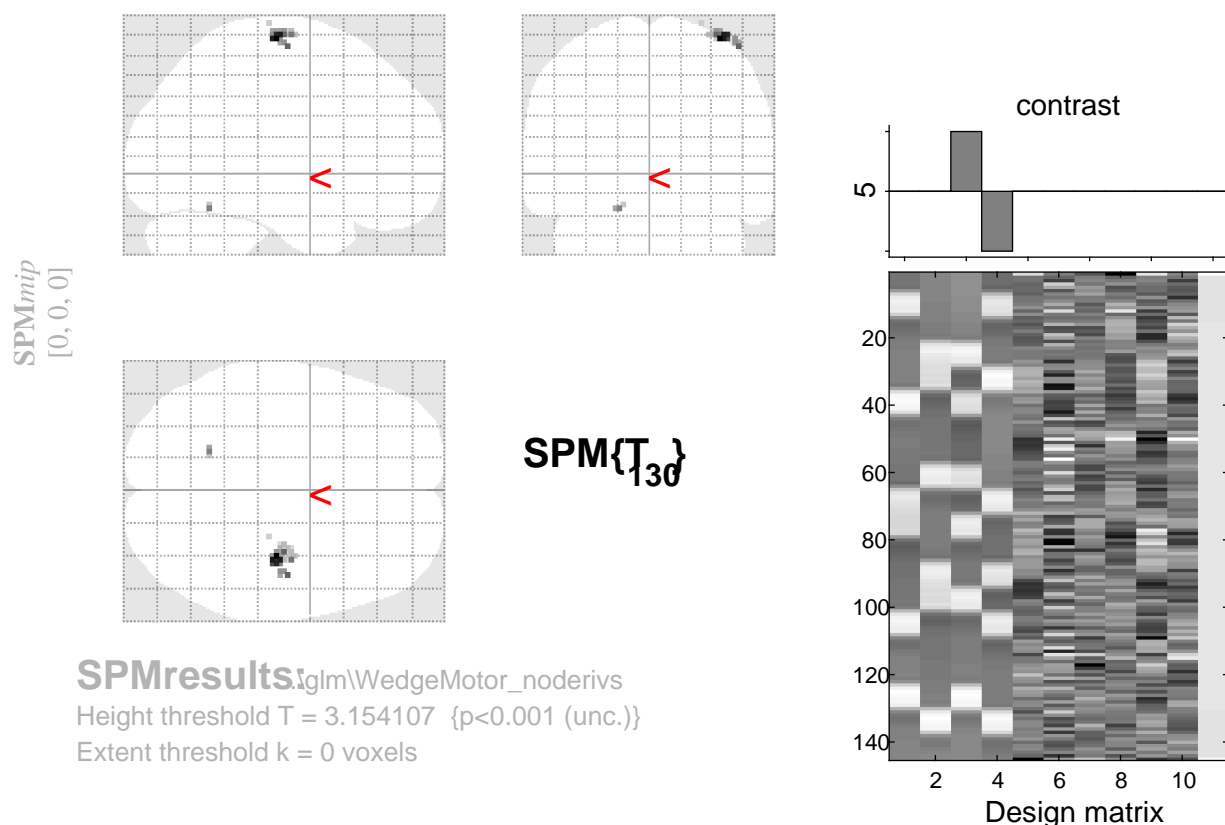 SPMmip
[0, 0, 0]
<
<
<
SPM{T130}
SPMresults:.\glm\WedgeMotor_noderivs
Height threshold T = 3.154107 {p<0.001 (unc.)}
Extent threshold k = 0 voxels
contrast
5
20
40
60
80
100
120
140
2 4 6 8 10
Design matrix